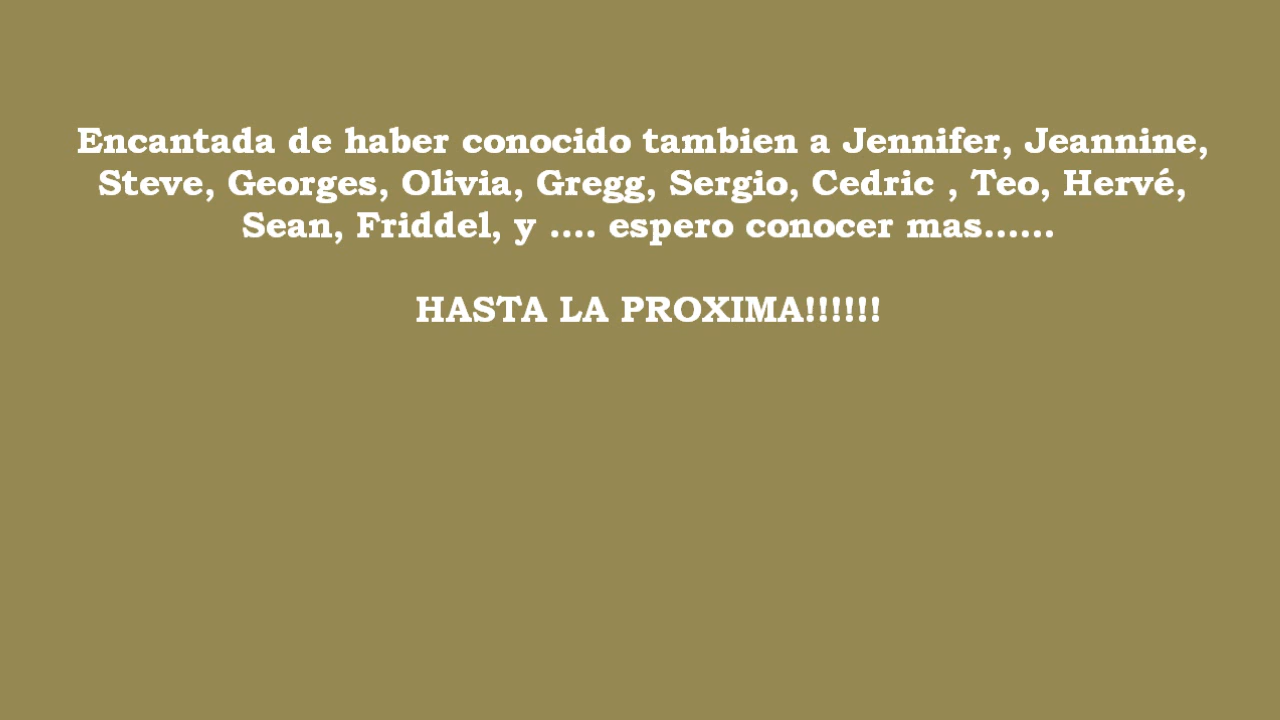 Encantada de haber conocido tambien a Jennifer, Jeannine,
Steve, Georges, Olivia, Gregg, Sergio, Cedric , Teo, Hervé,
Sean, Friddel, y .... espero conocer mas......
HASTA LA PROXIMA!!!!!!